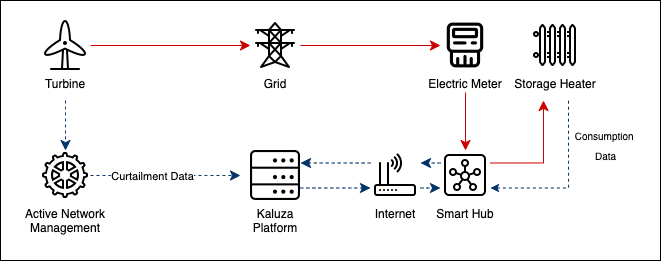 Turbine
Grid
Electric Meter
Storage Heater
Consumption
Data
Curtailment Data
Active Network
Management
Kaluza
Platform
Internet
Smart Hub